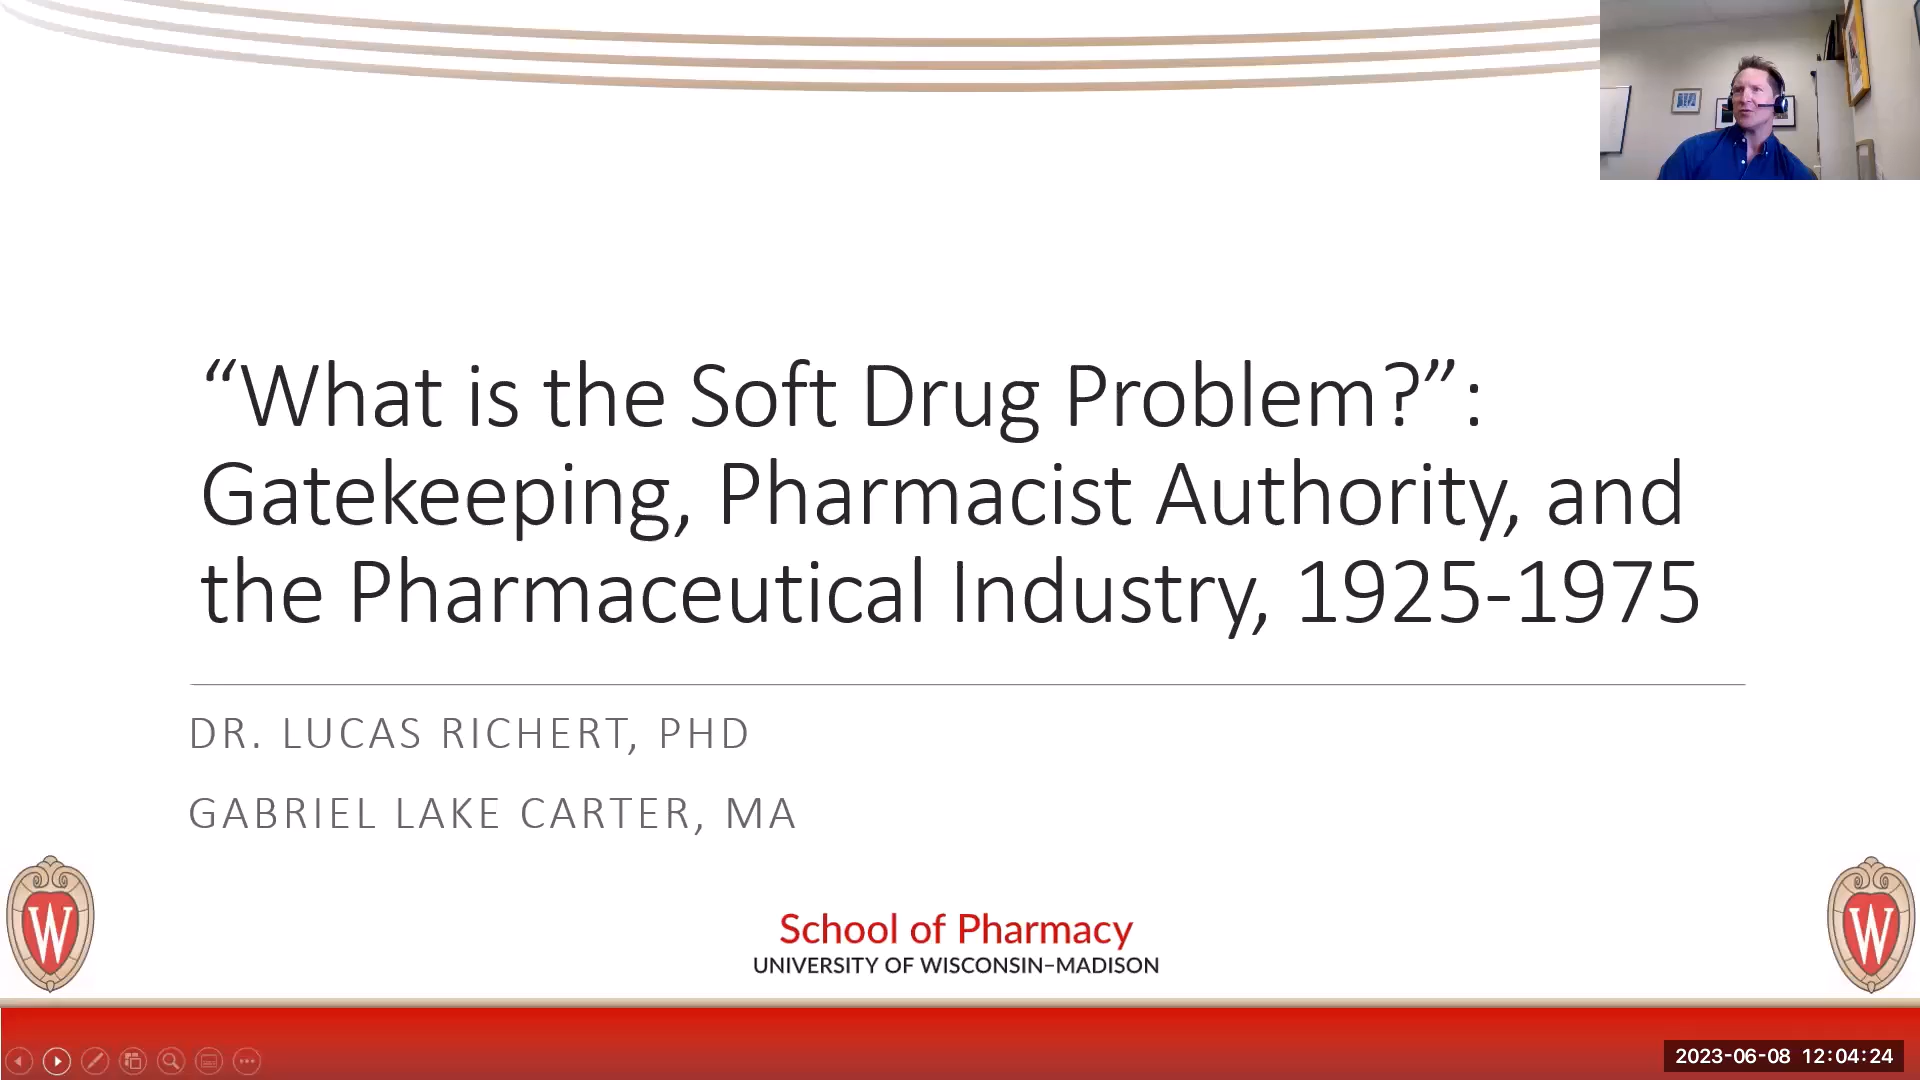 “What is the Soft Drug Problem?”:
Gatekeeping, Pharmacist Authority, and
the Pharmaceutical Industry, 1925-1975
DR. LUCAS RICHERT, PHD
GABRIEL LAKE CARTER, MA
W
W
School of Pharmacy
UNIVERSITY OF WISCONSIN–MADISON
2023-06-08 12:04:24